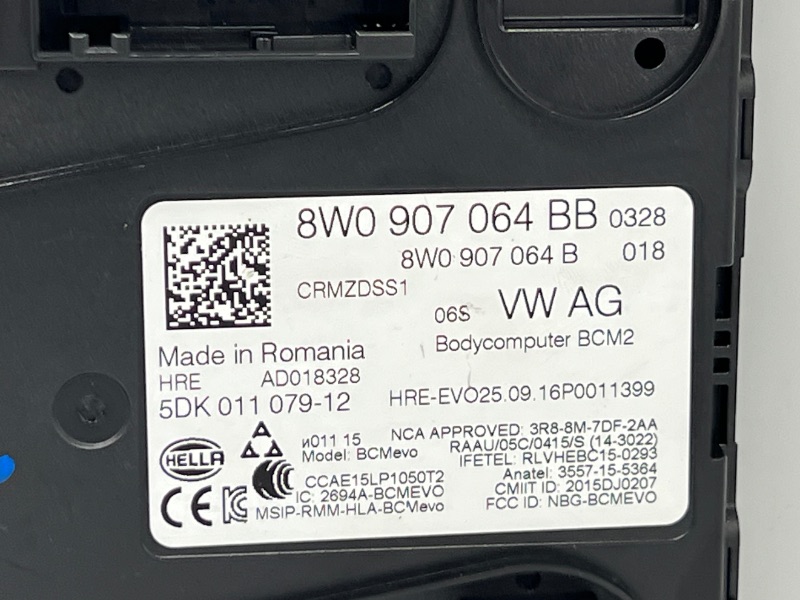 8W0 907 064 BB 0328
8W0 907 064 B 018
CRMZDSS1
06S VW AG
Bodycomputer BCM2
Made in Romania
HRE AD018328
5DK 011 079-12 HRE-EVO25.09.16P0011399
HELLA
и011 15
Model: BCMevo
CCAE15LP1050T2
IC: 2694A-BCMEVO
MSIP-RMM-HLA-BCMevo
NCA APPROVED: 3R8-8M-7DF-2AA
RAAU/05C/0415/S (14-3022)
IFETEL: RLVHEBC15-0293
Anatel: 3557-15-5364
CMIIT ID: 2015DJ0207
FCC ID: NBG-BCMEVO
CE